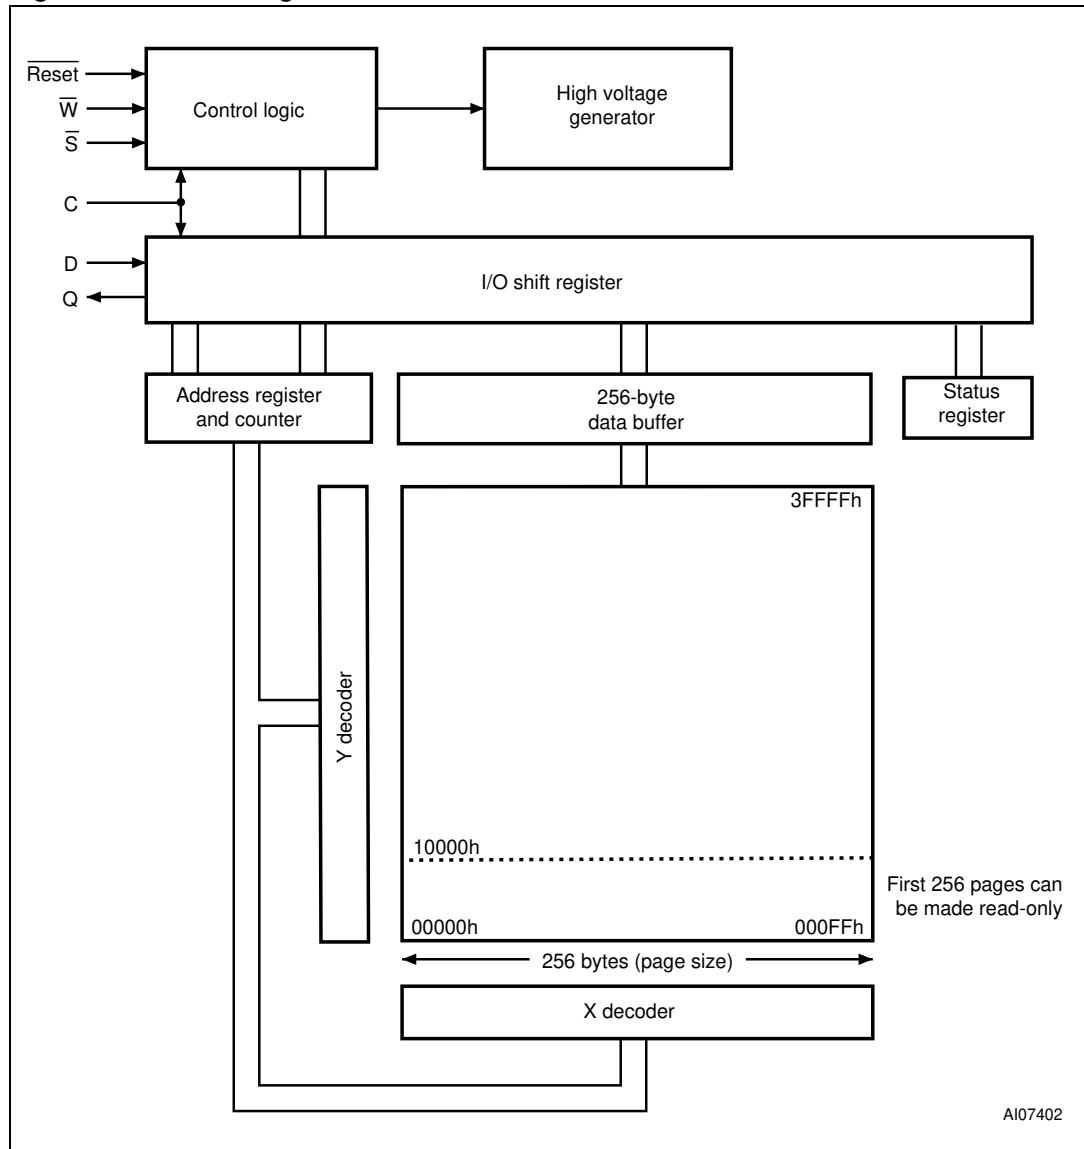 Reset
W
S
C
D
Q
Control logic
High voltage
generator
I/O shift register
Address register
and counter
256-byte
data buffer
Status
register
3FFFFh
Y decoder
10000h
First 256 pages can
be made read-only
00000h
000FFh
256 bytes (page size)
X decoder
AI07402